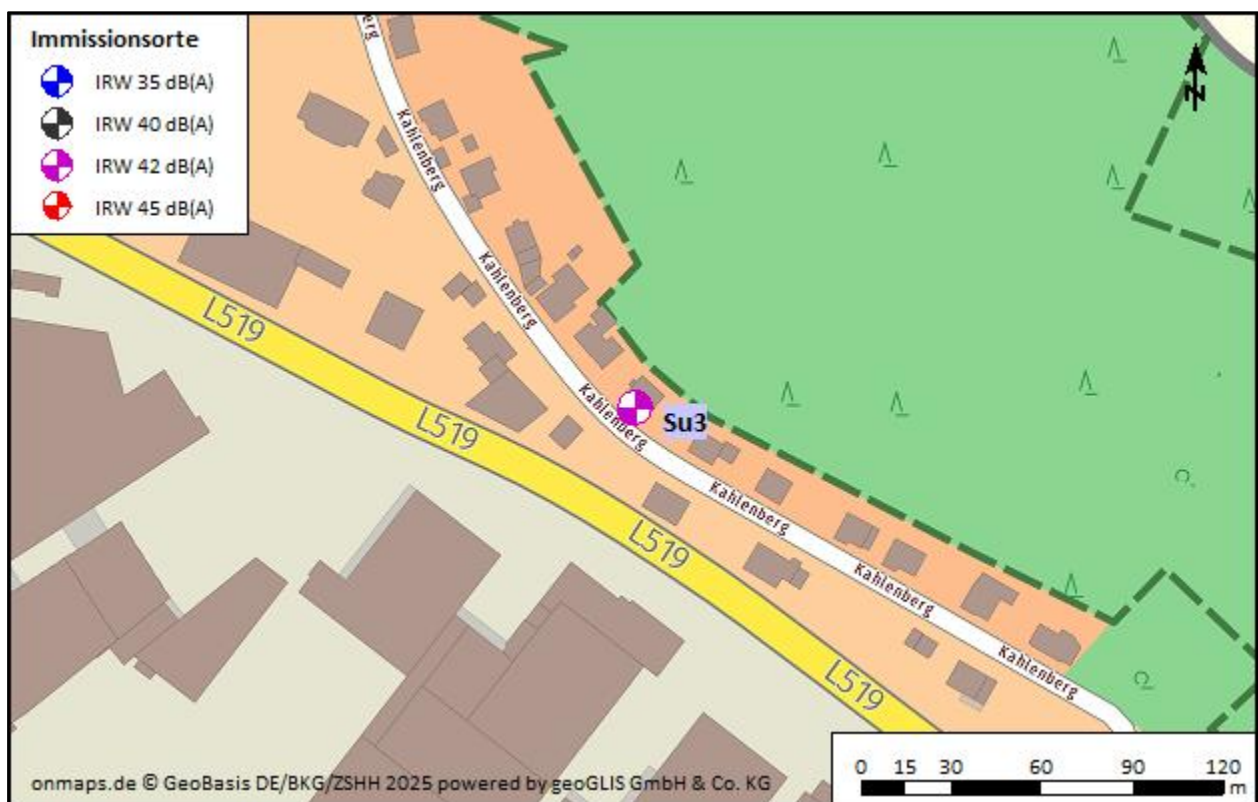 Immissionsorte
IRW 35 dB(A)
IRW 40 dB(A)
IRW 42 dB(A)
IRW 45 dB(A)
N
erg
Kahlenberg
Kahlenberg
Kahlenberg
Su3
Kahlenberg
Kahlenberg
Kahlenberg
L519
L519
L519
L519
0 15 30 60 90 120
m
onmaps.de © GeoBasis DE/BKG/ZSHH 2025 powered by geoGLIS GmbH & Co. KG